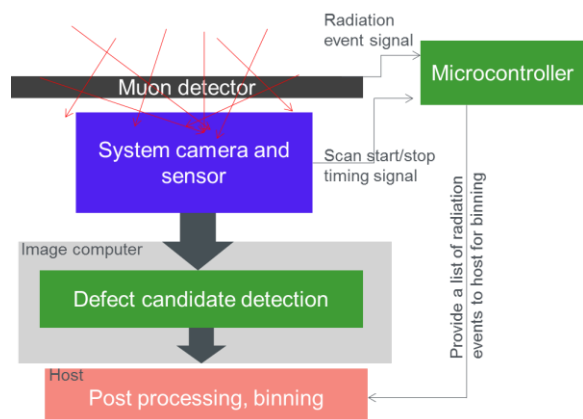 Radiation
event signal
Microcontroller
Muon detector
System camera and
sensor
Scan start/stop
timing signal
Provide a list of radiation
events to host for binning
Image computer
Defect candidate detection
Host
Post processing, binning